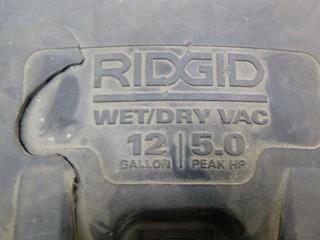 RIDGID
WET/DRY VAC
12 5.0
GALLON PEAK HP